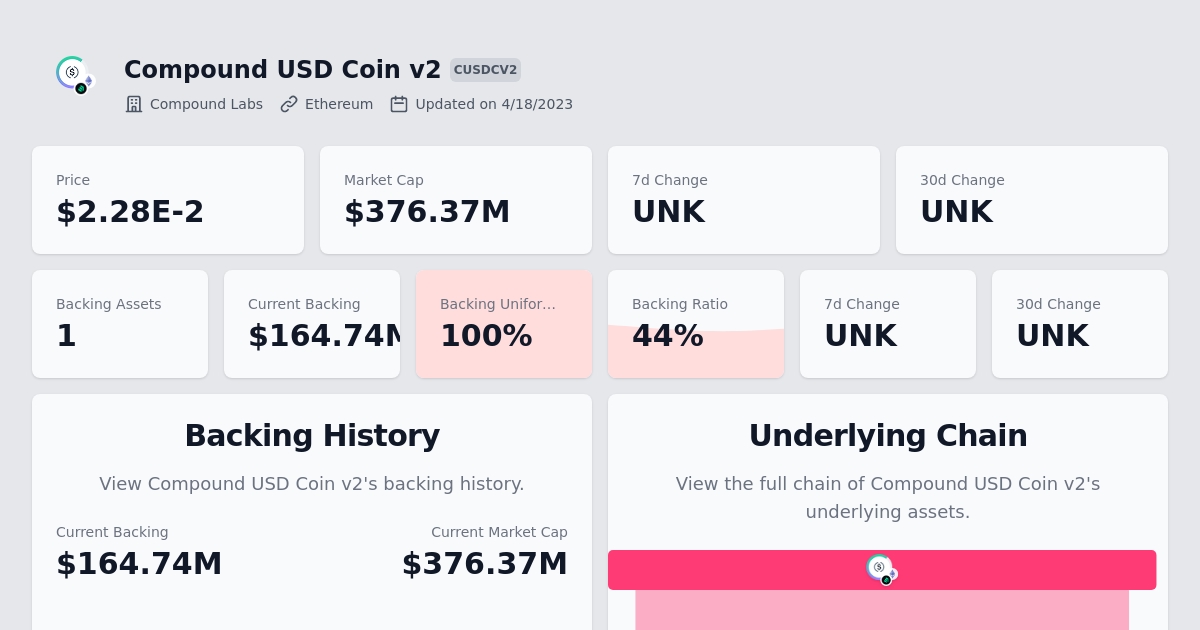 Compound USD Coin v2 CUSDCV2
Compound Labs Ethereum Updated on 4/18/2023
Price Market Cap 7d Change 30d Change
$2.28E-2 $376.37M UNK UNK
Backing Assets Current Backing Backing Unifor... Backing Ratio 7d Change 30d Change
1 $164.74M 100% 44% UNK UNK
Backing History
View Compound USD Coin v2's backing history.
Current Backing Current Market Cap
$164.74M $376.37M
Underlying Chain
View the full chain of Compound USD Coin v2's
underlying assets.